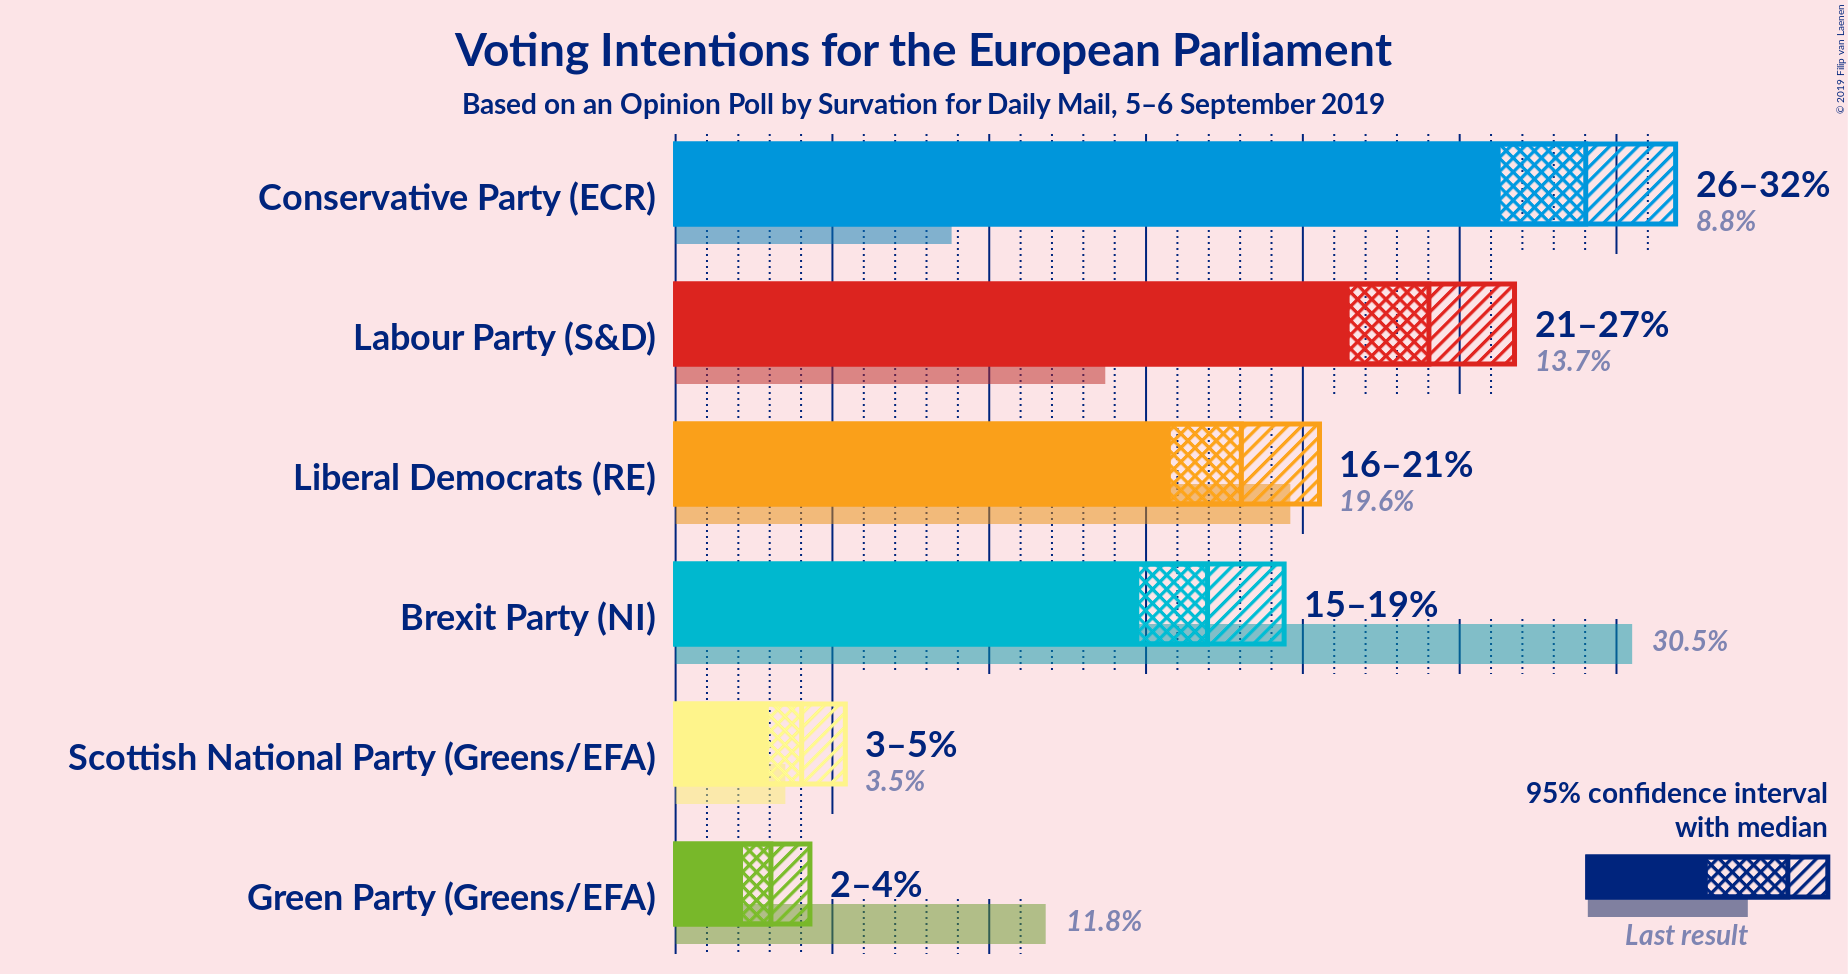 Voting Intentions for the European Parliament
Based on an Opinion Poll by Survation for Daily Mail, 5–6 September 2019
© 2019 Filip van Laenen
Conservative Party (ECR)
26–32%
8.8%
Labour Party (S&D)
21–27%
13.7%
Liberal Democrats (RE)
16–21%
19.6%
Brexit Party (NI)
15–19%
30.5%
Scottish National Party (Greens/EFA)
3–5%
3.5%
Green Party (Greens/EFA)
2–4%
11.8%
95% confidence interval
with median
Last result